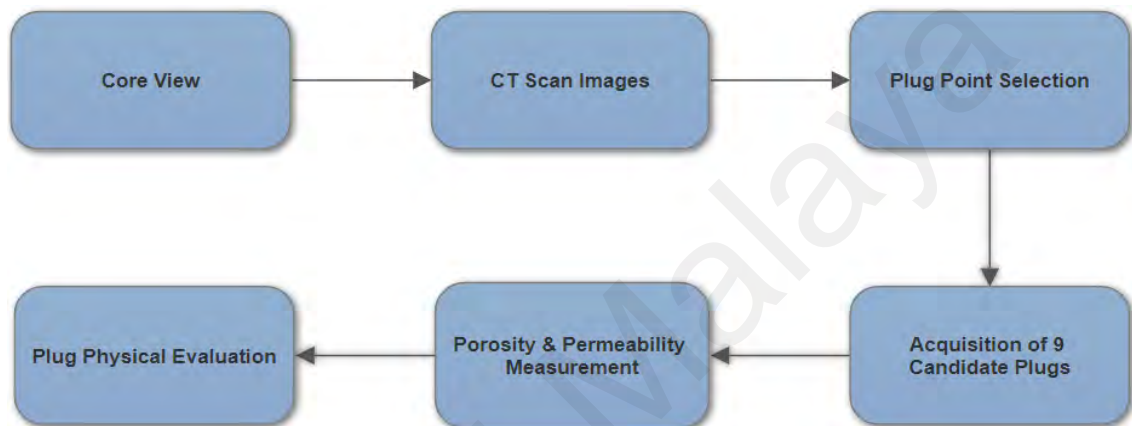 Core View
CT Scan Images
Plug Point Selection
Acquisition of 9
Candidate Plugs
Porosity & Permeability
Measurement
Plug Physical Evaluation
Malaya